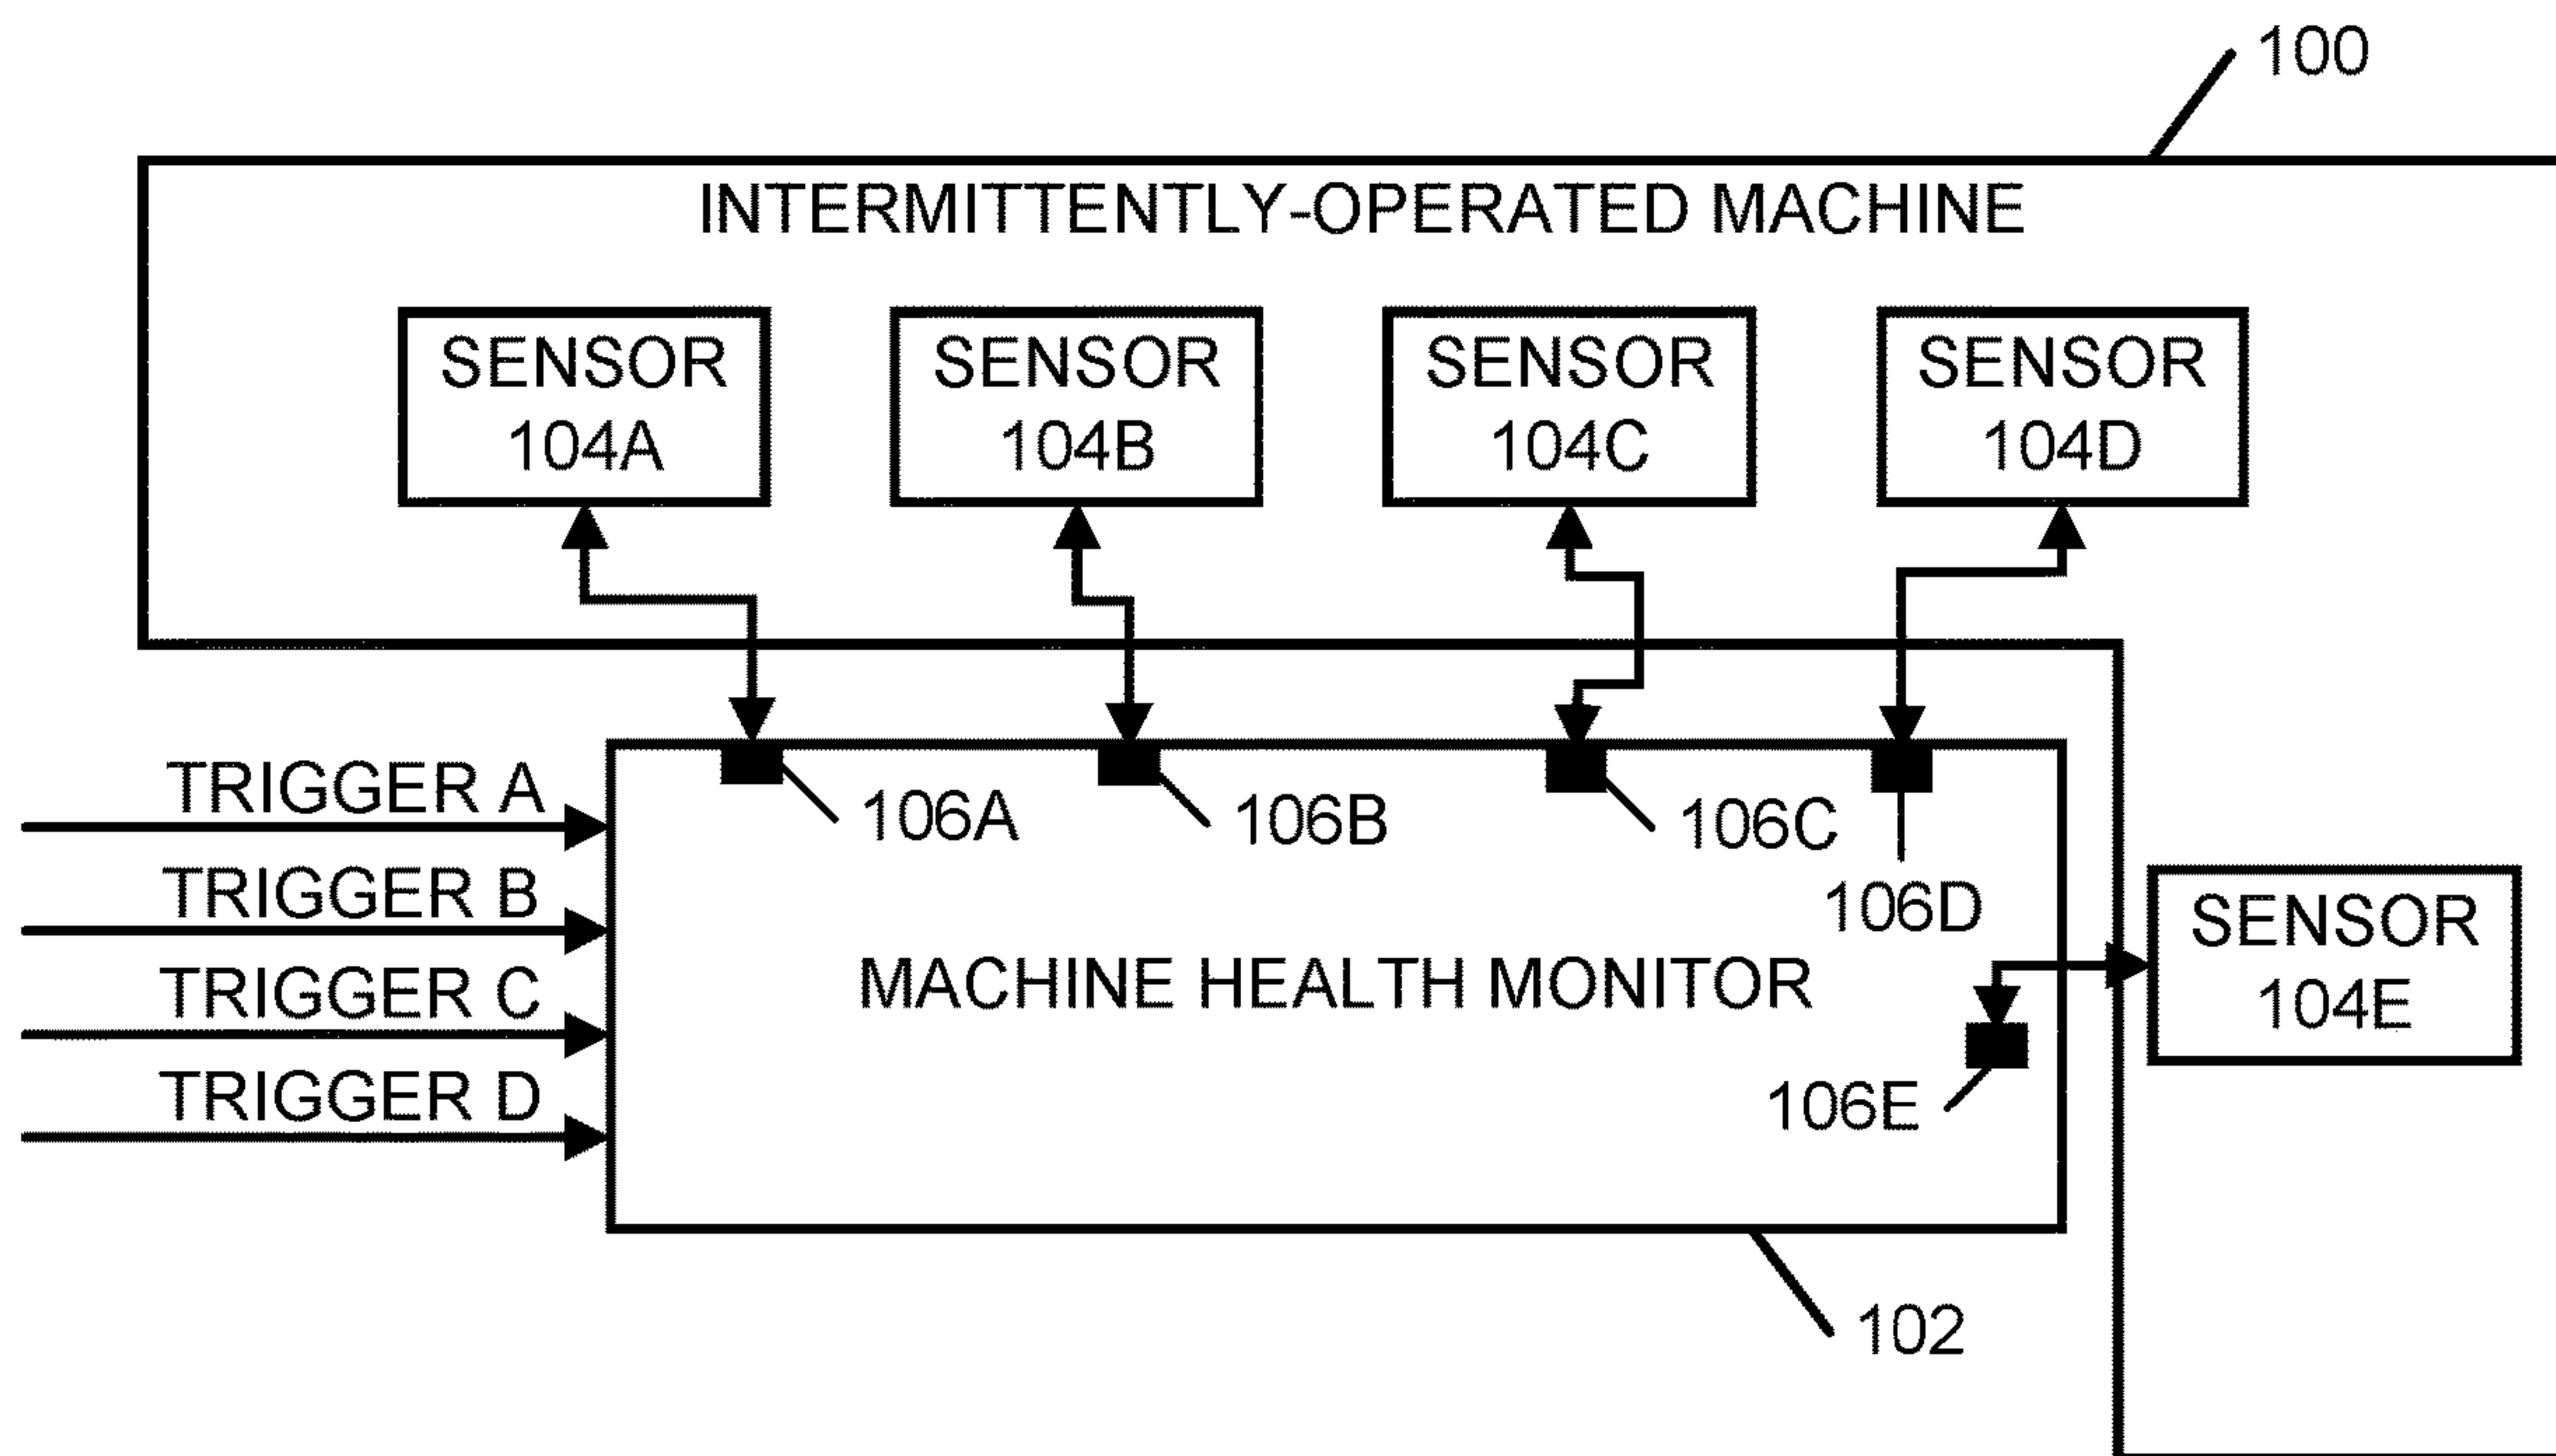 100
INTERMITTENTLY-OPERATED MACHINE
SENSOR
104A
SENSOR
104B
SENSOR
104C
SENSOR
104D
TRIGGER A
TRIGGER B
TRIGGER C
TRIGGER D
106A
106B
106C
106D
MACHINE HEALTH MONITOR
106E
SENSOR
104E
102